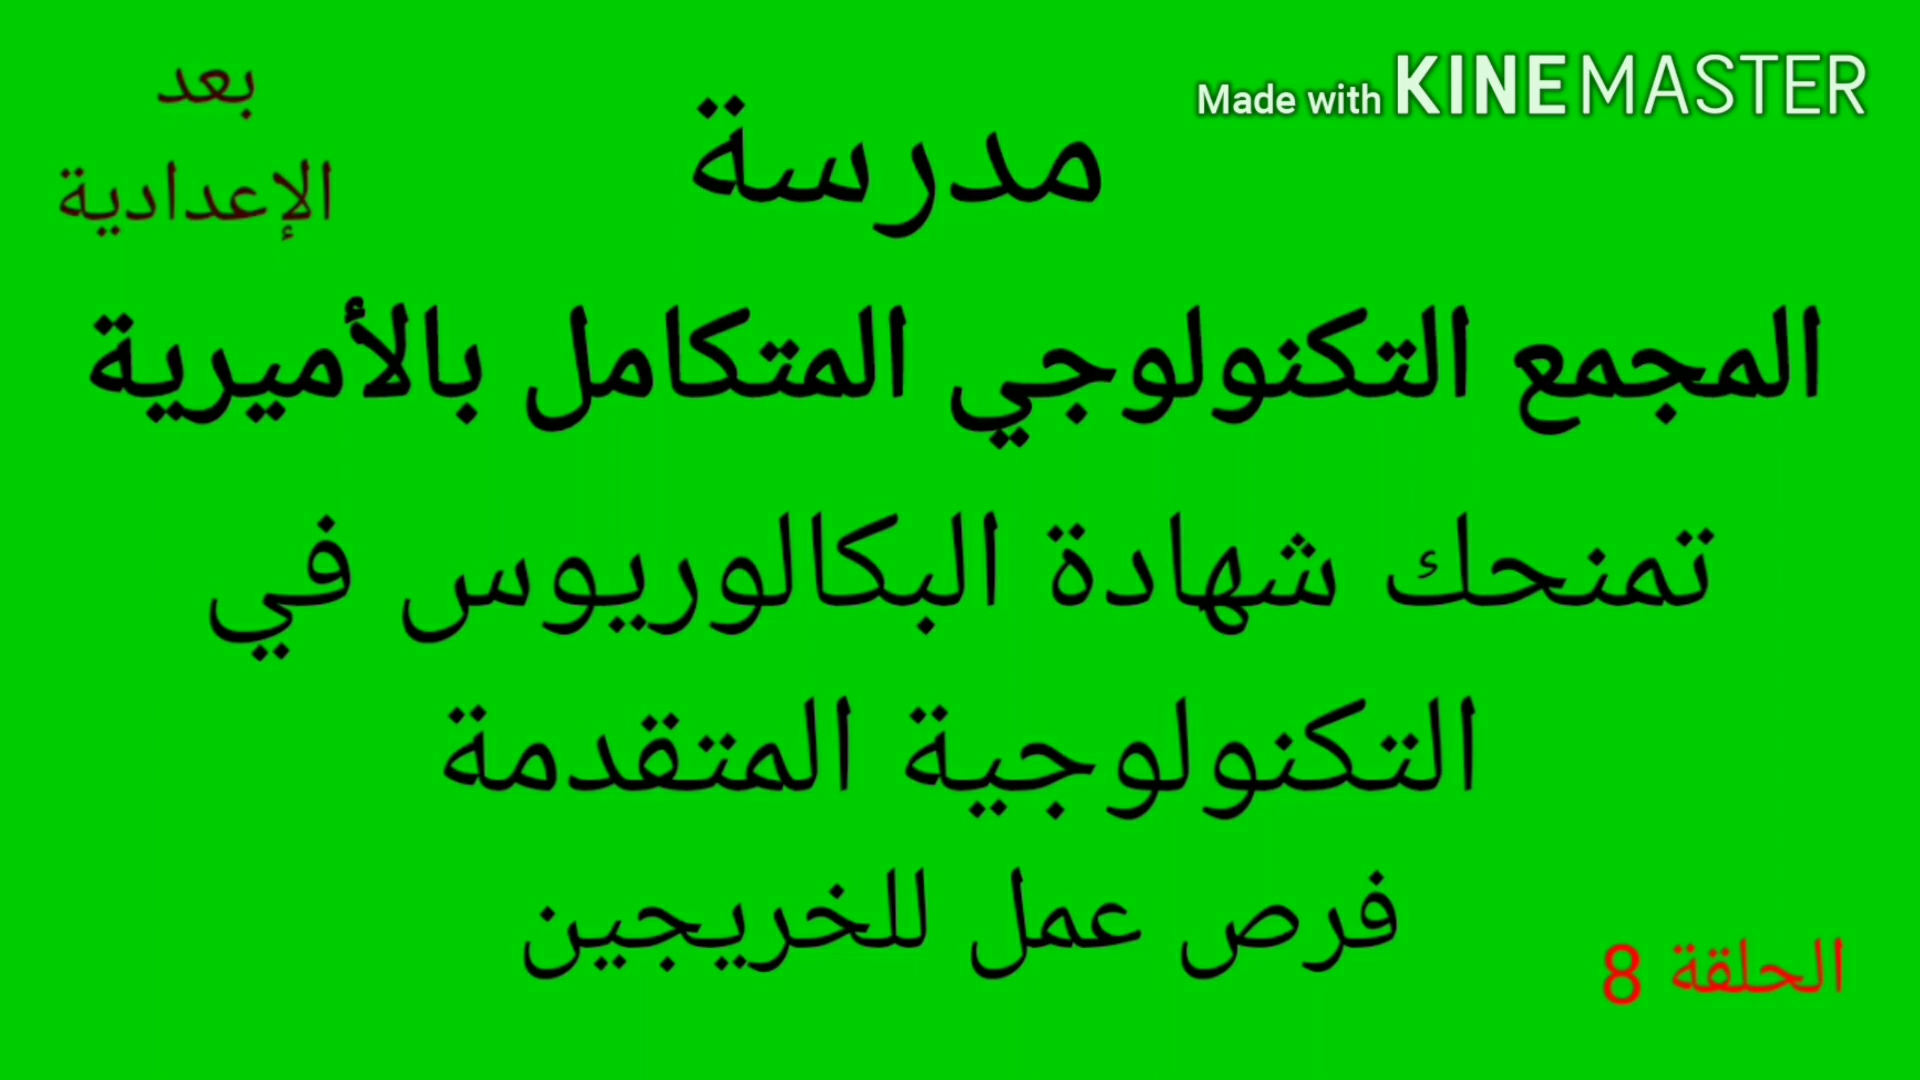 بعد
الإعدادية
Made with KINEMASTER
مدرسة
المجمع التكنولوجي المتكامل بالأميرية
تمنحك شهادة البكالوريوس في
التكنولوجية المتقدمة
فرص عمل للخريجين
الحلقة 8